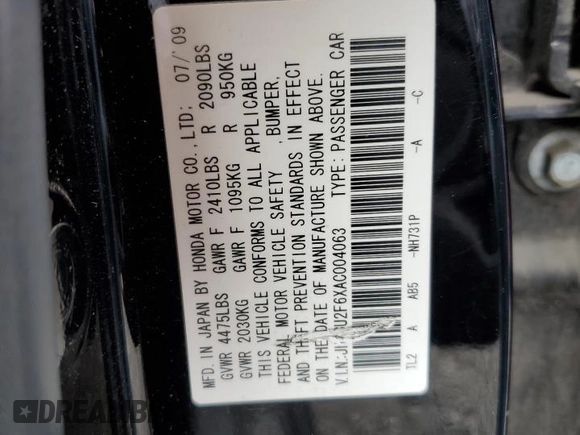 MFD. IN JAPAN BY HONDA MOTOR CO., LTD; 07/'09
GVWR 4475LBS GAWR F 2410LBS R 2090LBS
GVWR 2030KG GAWR F 1095KG R 950KG
THIS VEHICLE CONFORMS TO ALL APPLICABLE
FEDERAL MOTOR VEHICLE SAFETY , BUMPER,
AND THEFT PREVENTION STANDARDS IN EFFECT
ON THE DATE OF MANUFACTURE SHOWN ABOVE.
V.I.N.: TYPE: PASSENGER CAR
TL2 A AB5 -NH731P -A -C